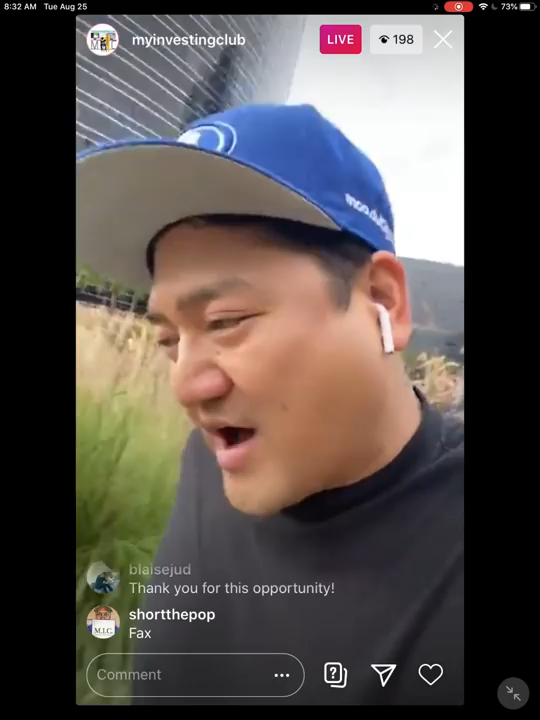 8:32 AM Tue Aug 25
73%
myinvestingclub
LIVE
198
blaisejud
Thank you for this opportunity!
shortthepop
M.I.C.
Fax
Comment